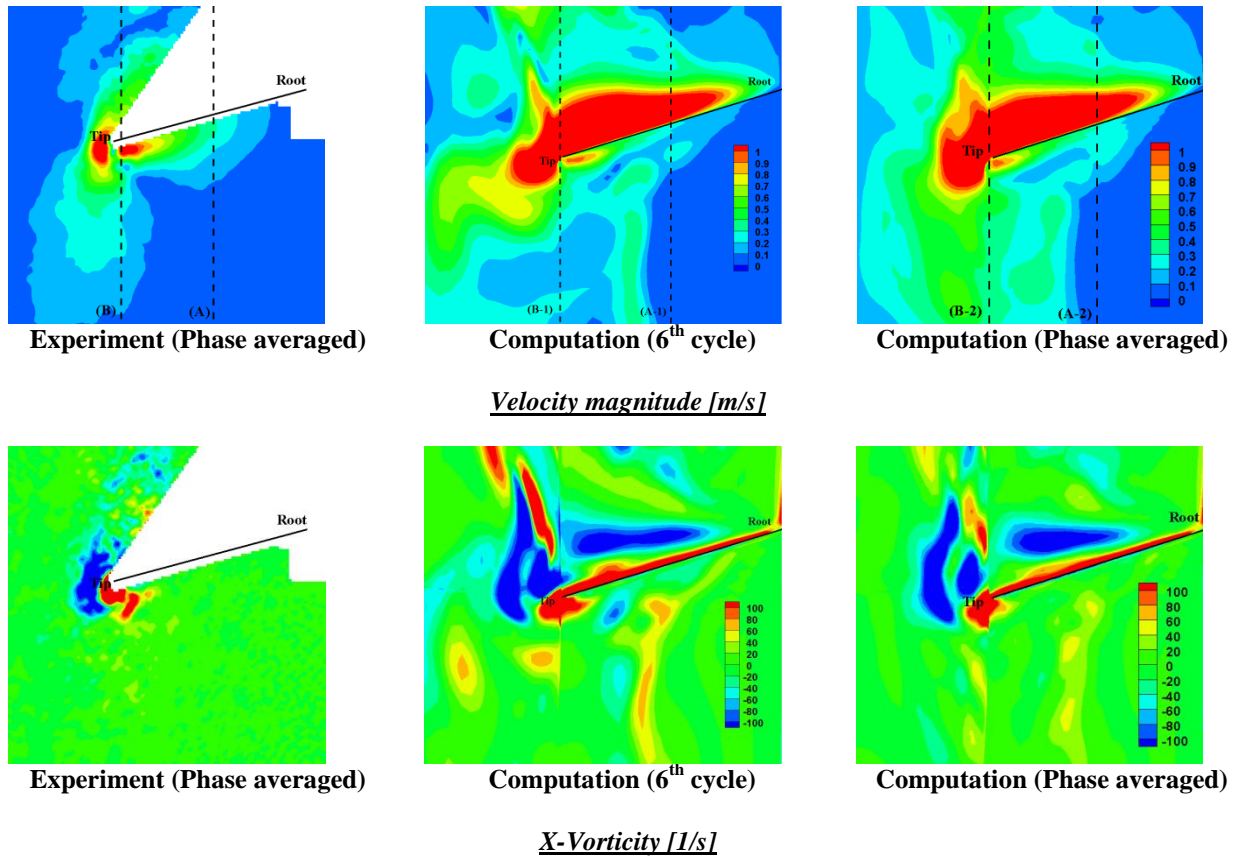 Root
Tip
(B) (A)
Experiment (Phase averaged)
Root
Tip
1
0.9
0.8
0.7
0.6
0.5
0.4
0.3
0.2
0.1
0
(B-1) (A-1)
Computation (6th cycle)
Root
Tip
1
0.9
0.8
0.7
0.6
0.5
0.4
0.3
0.2
0.1
0
(B-2) (A-2)
Computation (Phase averaged)
Velocity magnitude [m/s]
Root
Tip
Experiment (Phase averaged)
Root
Tip
100
80
60
40
20
0
-20
-40
-60
-80
-100
Computation (6th cycle)
Root
Tip
100
80
60
40
20
0
-20
-40
-60
-80
-100
Computation (Phase averaged)
X-Vorticity [1/s]